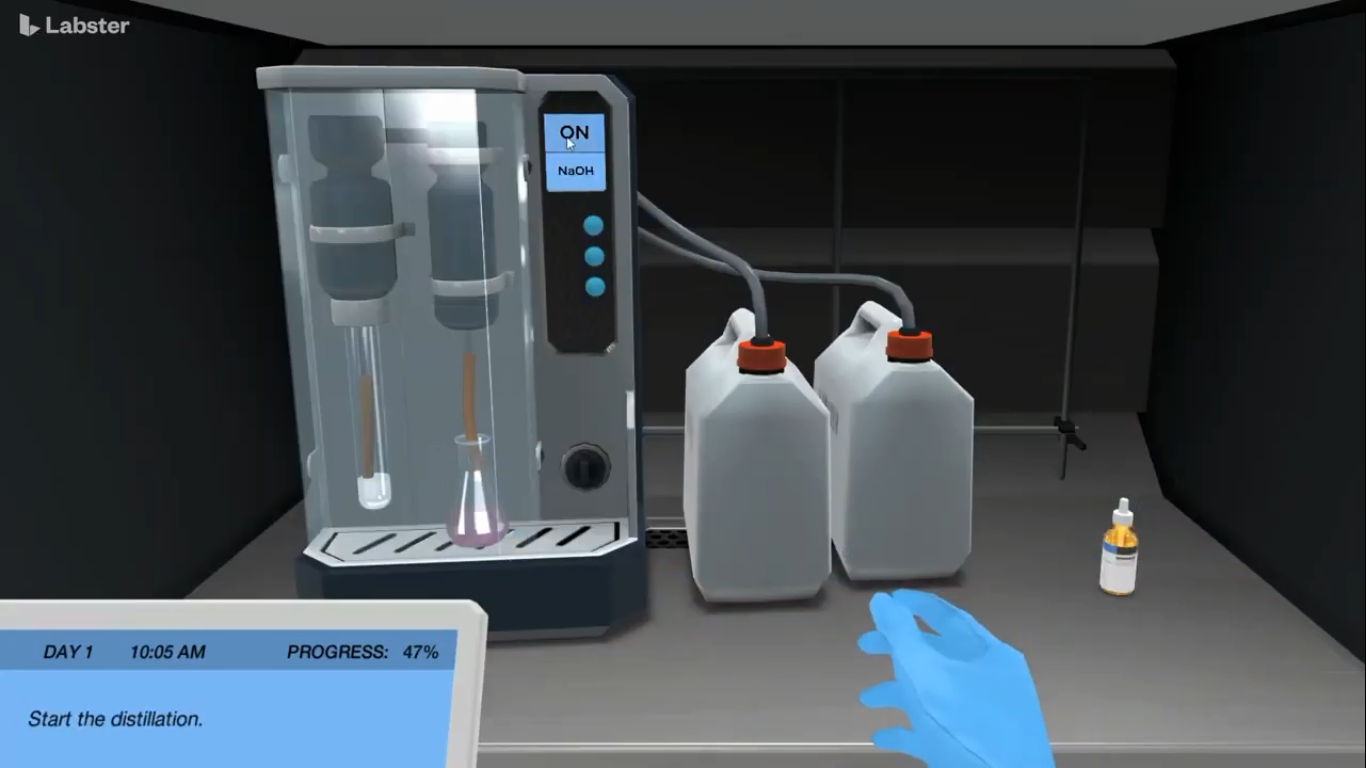 Labster
ON
NaOH
DAY 1 10:05 AM PROGRESS: 47%
Start the distillation.